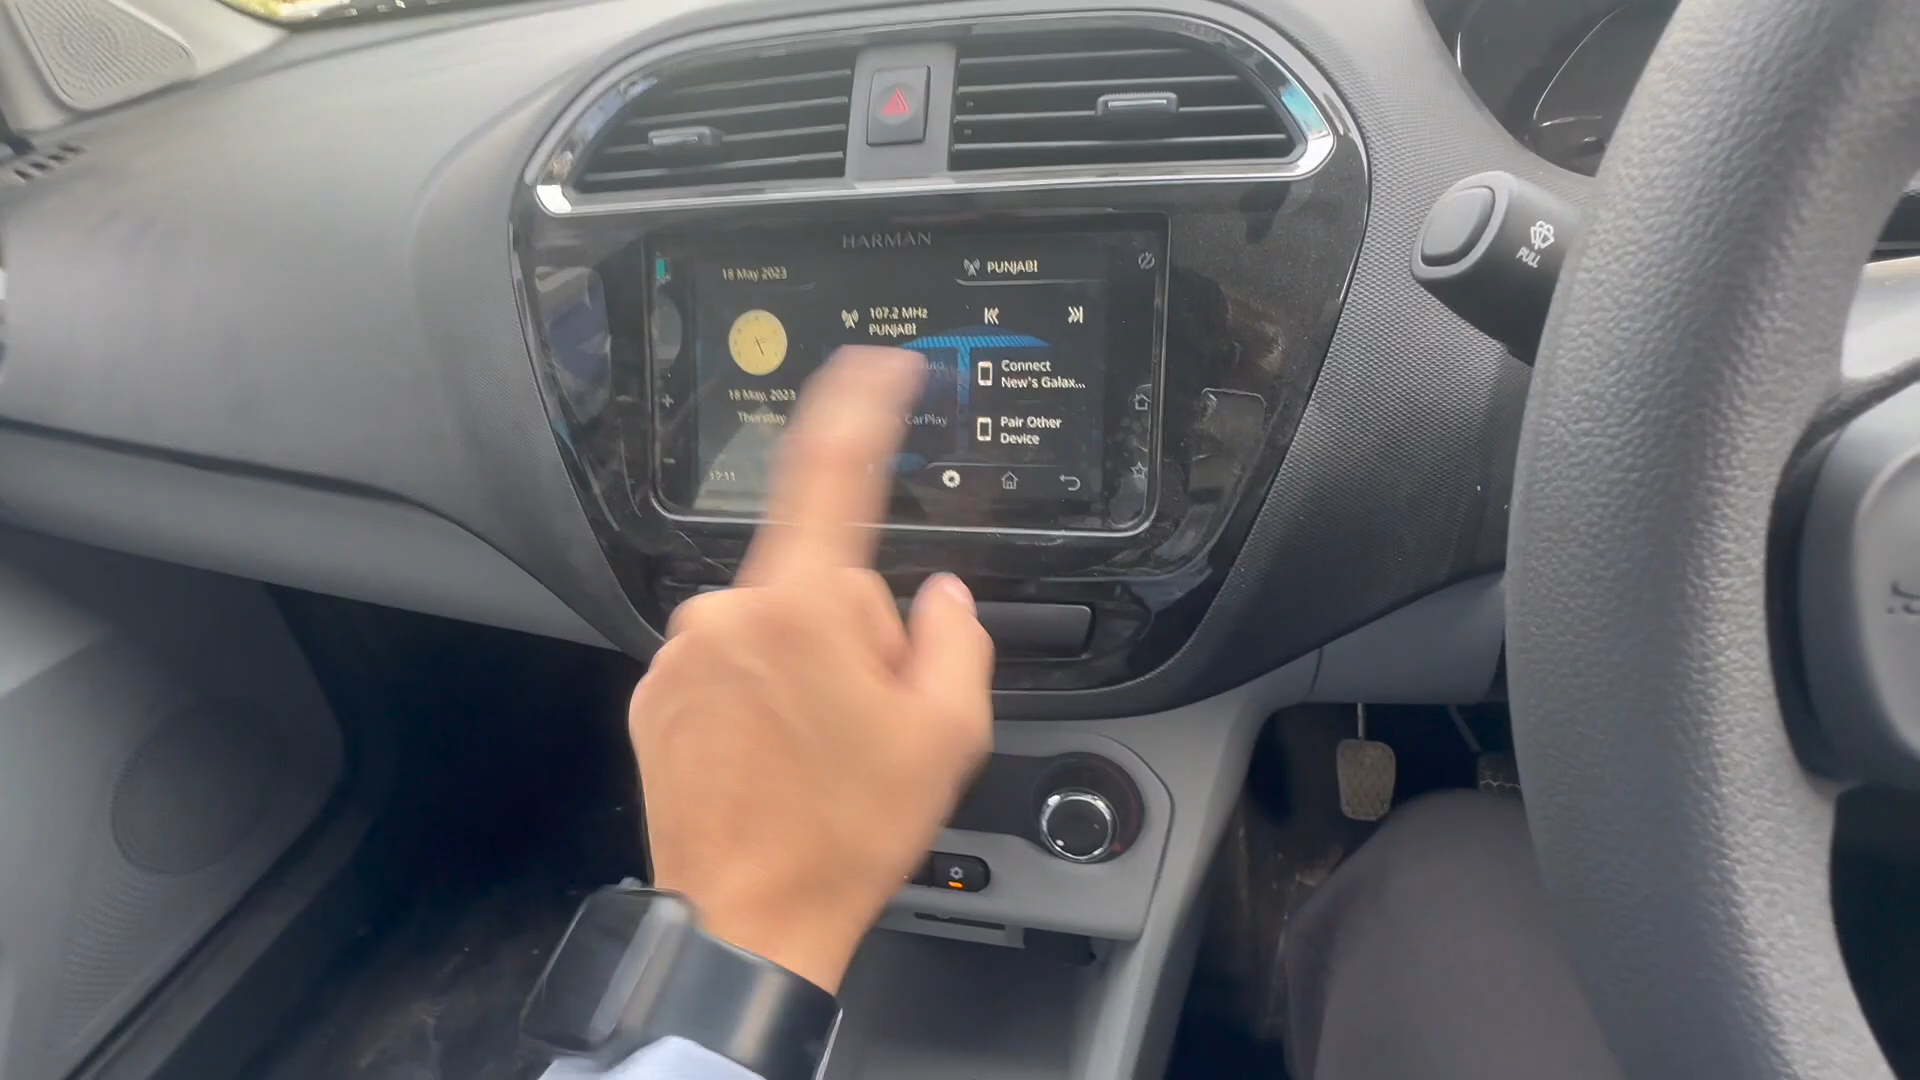 HARMAN
18 May 2023
PUNJABI
107.2 MHz
PUNJABI
18 May, 2023
Thursday
Connect
New's Galax...
CarPlay
Pair Other
Device
PULL